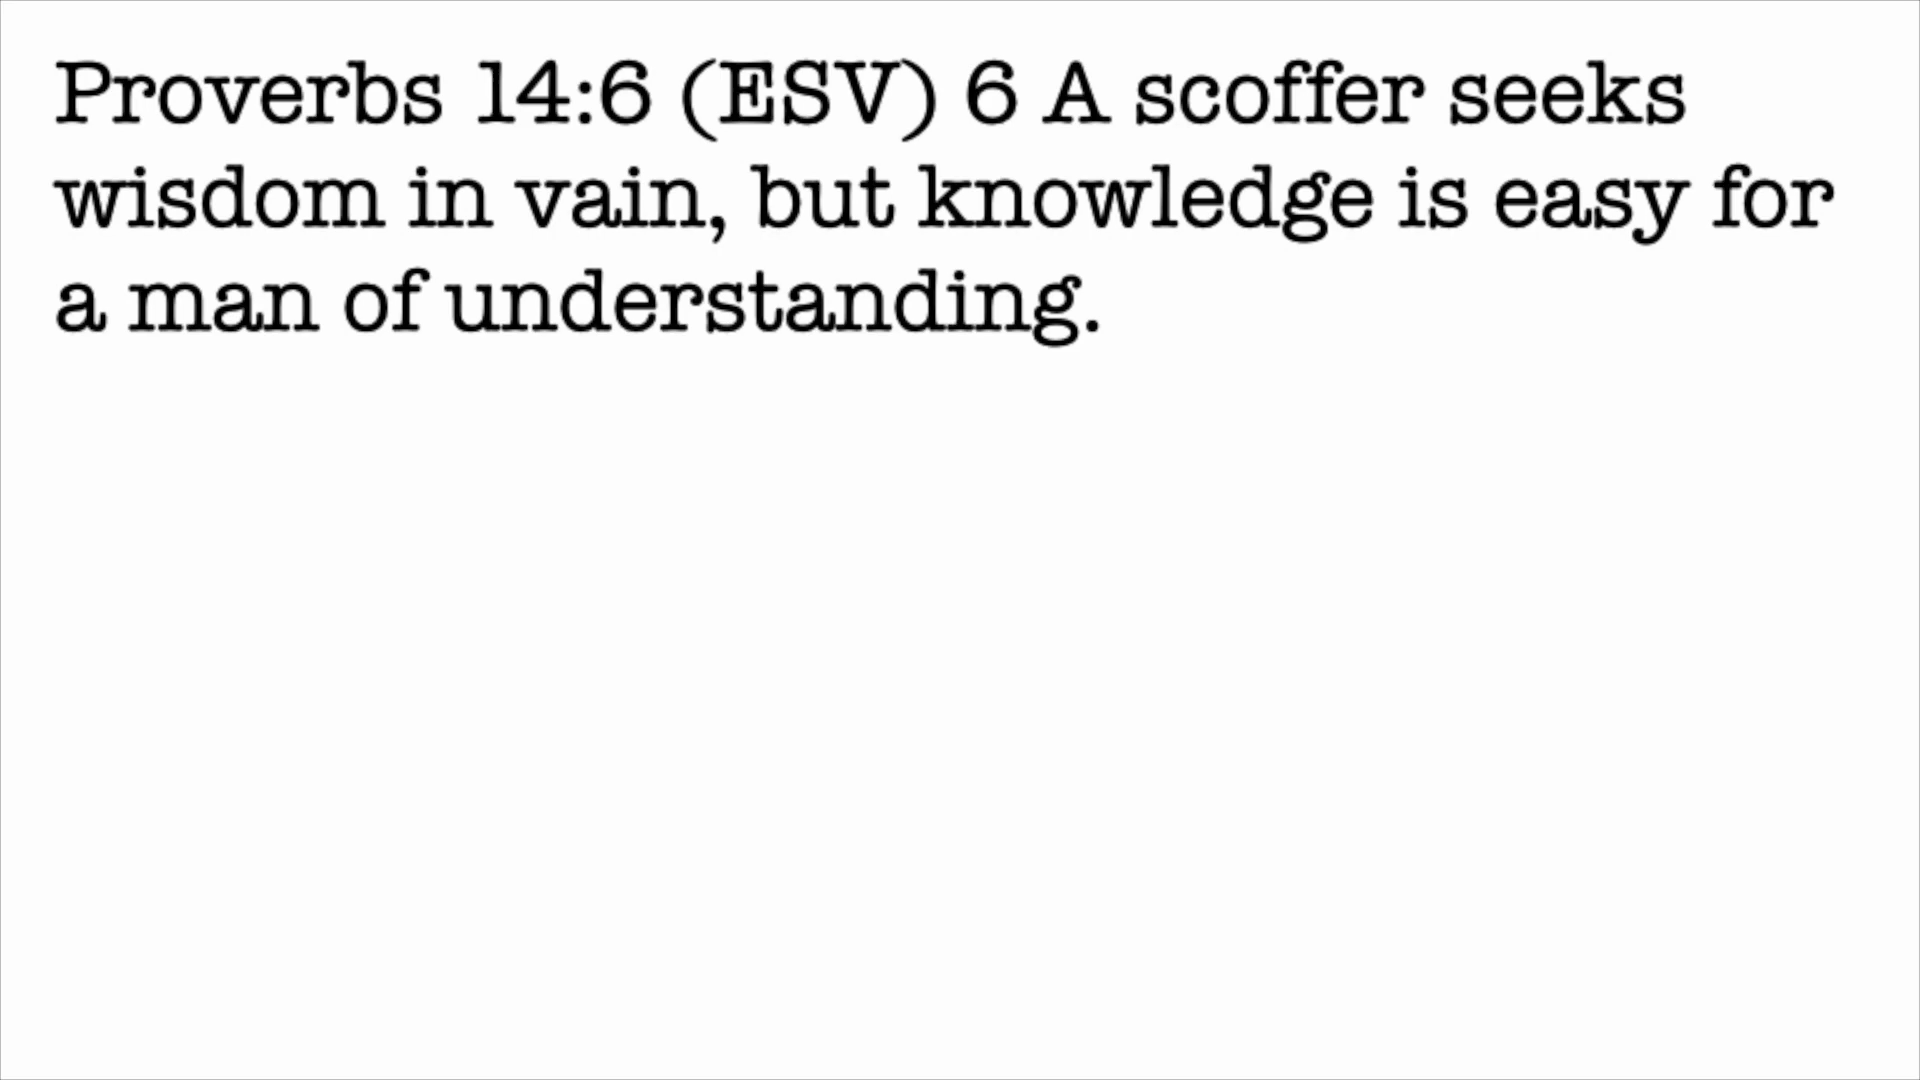 Proverbs 14:6 (ESV) 6 A scoffer seeks
wisdom in vain, but knowledge is easy for
a man of understanding.